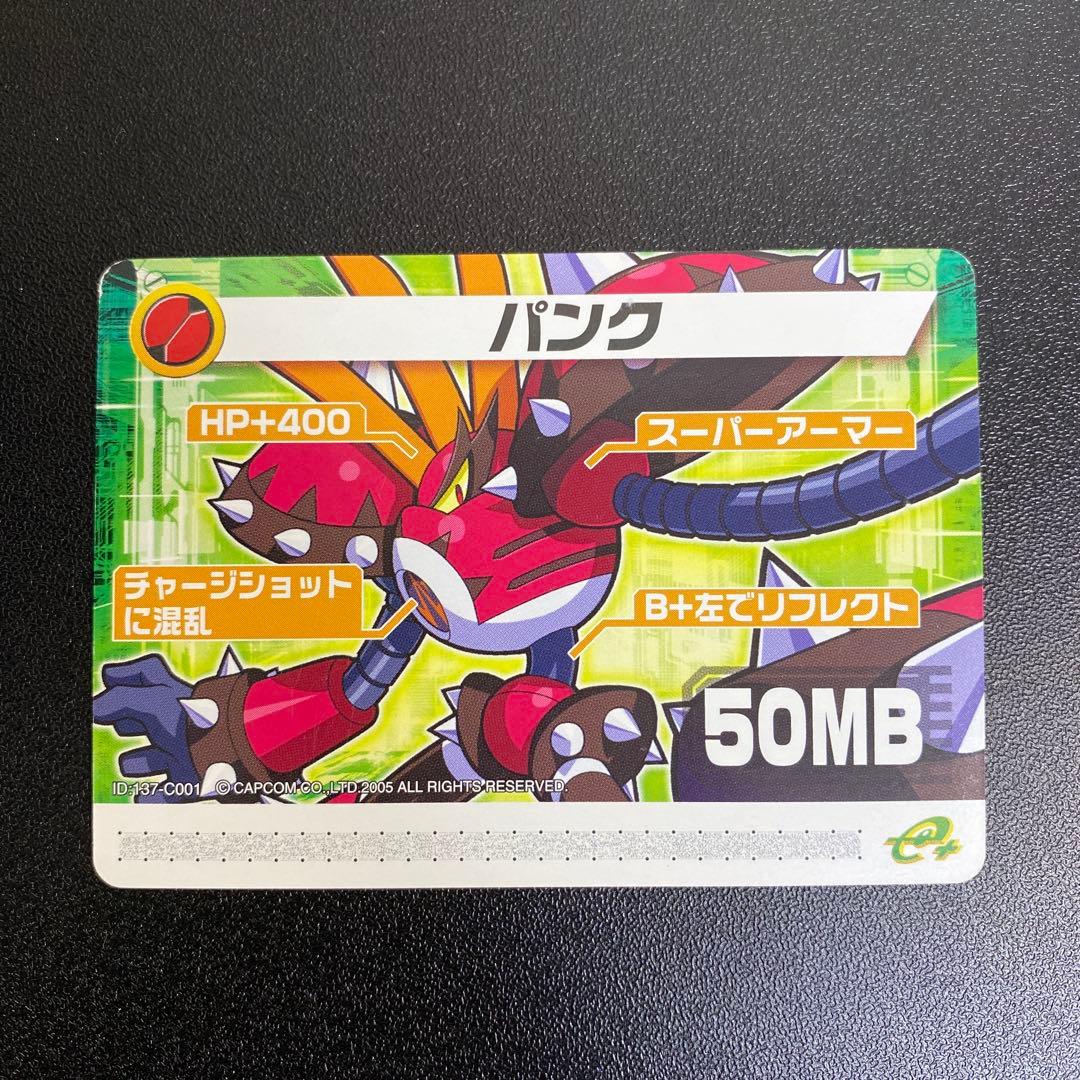 パンク
HP+400
スーパーアーマー
チャージショット
に混乱
B+左でリフレクト
50MB
ID:137-C001 © CAPCOM CO.,LTD.2005 ALL RIGHTS RESERVED.
e+